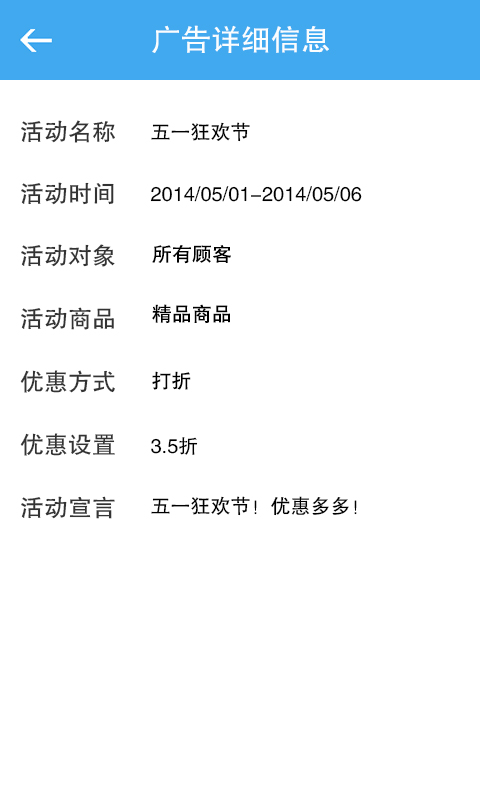 广告详细信息
活动名称 五一狂欢节
活动时间 2014/05/01-2014/05/06
活动对象 所有顾客
活动商品 精品商品
优惠方式 打折
优惠设置 3.5折
活动宣言 五一狂欢节！优惠多多！